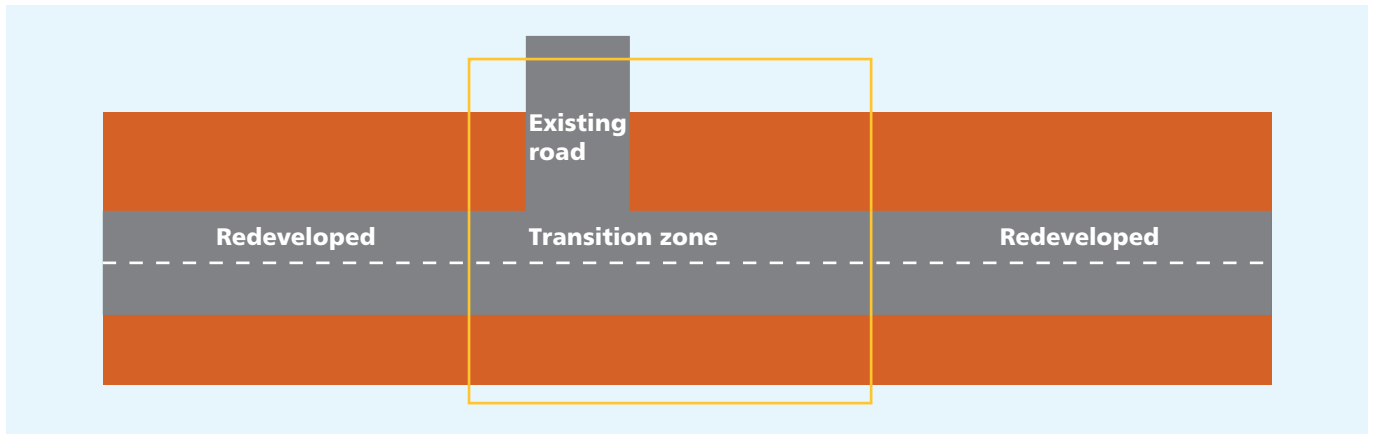 Existing
road
Redeveloped
Transition zone
Redeveloped